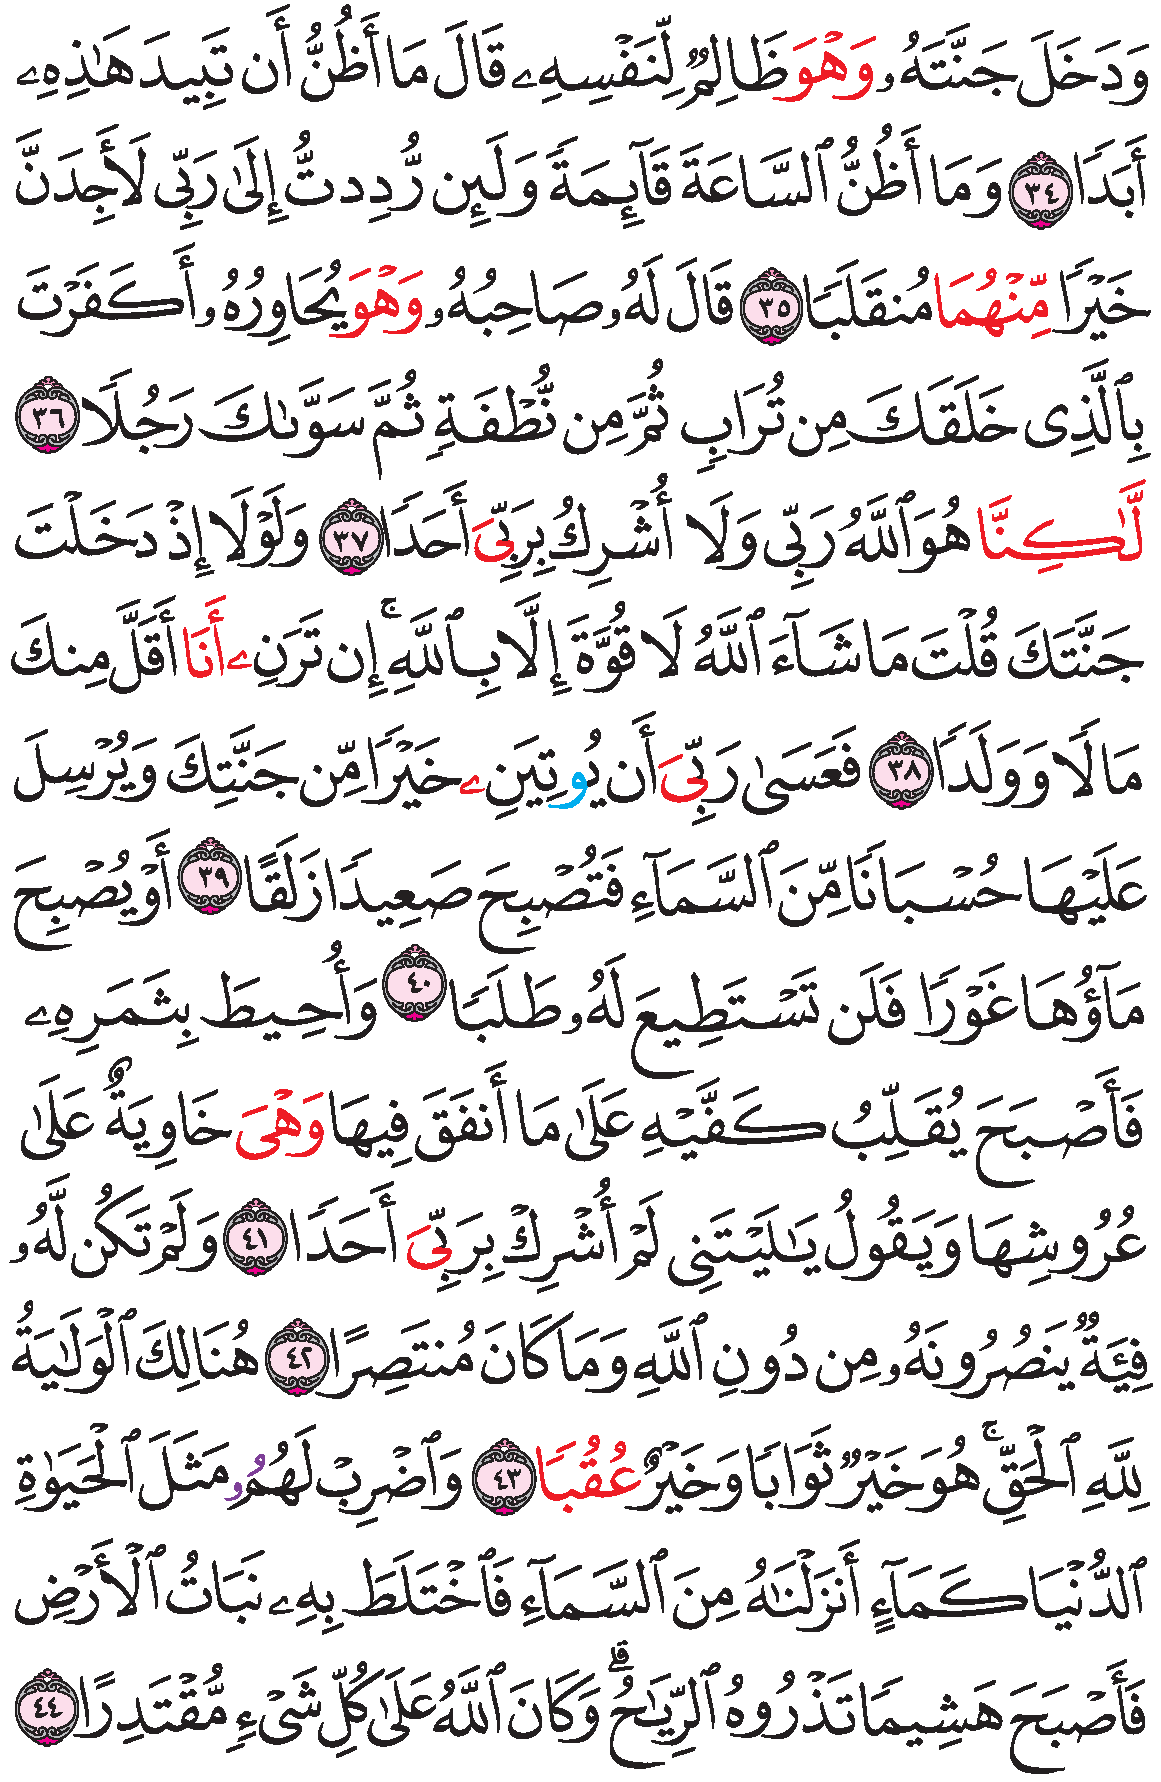 وَدَخَلَ جَنَّتَهُۥ وَهْوَ ظَالِمٞ لِّنَفْسِهِۦ قَالَ مَا أَظُنُّ أَن تَبِيدَ هَٰذِهِۦ
أَبَدٗا ٣٤ وَمَا أَظُنُّ ٱلسَّاعَةَ قَآئِمَةٗ وَلَئِن رُّدِدتُّ إِلَىٰ رَبِّي لَأَجِدَنَّ
خَيْرٗا مِّنْهُمَا مُنقَلَبٗا ٣٥ قَالَ لَهُۥ صَاحِبُهُۥ وَهْوَ يُحَاوِرُهُۥ أَكَفَرْتَ
بِٱلَّذِي خَلَقَكَ مِن تُرَابٖ ثُمَّ مِن نُّطْفَةٖ ثُمَّ سَوَّىٰكَ رَجُلٗا ٣٦
لَّٰكِنَّا هُوَ ٱللَّهُ رَبِّي وَلَا أُشْرِكُ بِرَبِّيَ أَحَدٗا ٣٧ وَلَوْلَا إِذْ دَخَلْتَ
جَنَّتَكَ قُلْتَ مَا شَآءَ ٱللَّهُ لَا قُوَّةَ إِلَّا بِٱللَّهِۚ إِن تَرَنِۦ أَنَا أَقَلَّ مِنكَ
مَالٗا وَوَلَدٗا ٣٨ فَعَسَىٰ رَبِّيَ أَن يُوتِيَنِۦ خَيْرٗا مِّن جَنَّتِكَ وَيُرْسِلَ
عَلَيْهَا حُسْبَانٗا مِّنَ ٱلسَّمَآءِ فَتُصْبِحَ صَعِيدٗا زَلَقًا ٣٩ أَوْ يُصْبِحَ
مَآؤُهَا غَوْرٗا فَلَن تَسْتَطِيعَ لَهُۥ طَلَبٗا ٤٠ وَأُحِيطَ بِثَمَرِهِۦ
فَأَصْبَحَ يُقَلِّبُ كَفَّيْهِ عَلَىٰ مَا أَنفَقَ فِيهَا وَهْيَ خَاوِيَةٌ عَلَىٰ
عُرُوشِهَا وَيَقُولُ يَٰلَيْتَنِي لَمْ أُشْرِكْ بِرَبِّيَ أَحَدٗا ٤١ وَلَمْ تَكُن لَّهُۥ
فِئَةٞ يَنصُرُونَهُۥ مِن دُونِ ٱللَّهِ وَمَا كَانَ مُنتَصِرًا ٤٢ هُنَالِكَ ٱلْوَلَٰيَةُ
لِلَّهِ ٱلْحَقِّۚ هُوَ خَيْرٞ ثَوَابٗا وَخَيْرٌ عُقُبٗا ٤٣ وَٱضْرِبْ لَهُمُۥ مَثَلَ ٱلْحَيَوٰةِ
ٱلدُّنْيَا كَمَآءٍ أَنزَلْنَٰهُ مِنَ ٱلسَّمَآءِ فَٱخْتَلَطَ بِهِۦ نَبَاتُ ٱلْأَرْضِ
فَأَصْبَحَ هَشِيمٗا تَذْرُوهُ ٱلرِّيَٰحُۗ وَكَانَ ٱللَّهُ عَلَىٰ كُلِّ شَيْءٖ مُّقْتَدِرًا ٤٤